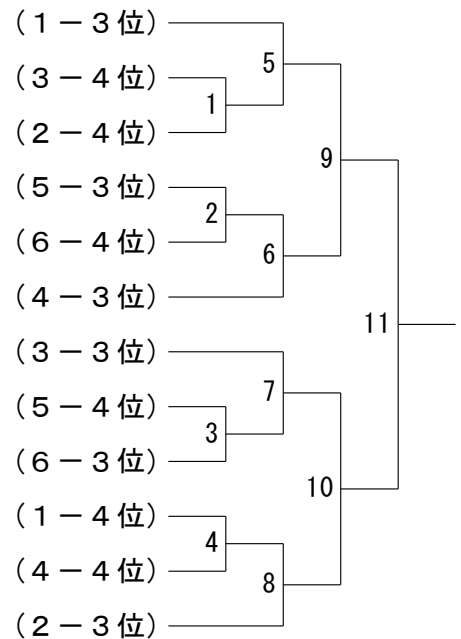 （１－３位）
5
（３－４位）
1
（２－４位）
9
（５－３位）
2
（６－４位）
6
（４－３位）
11
（３－３位）
7
（５－４位）
3
（６－３位）
10
（１－４位）
4
（４－４位）
8
（２－３位）